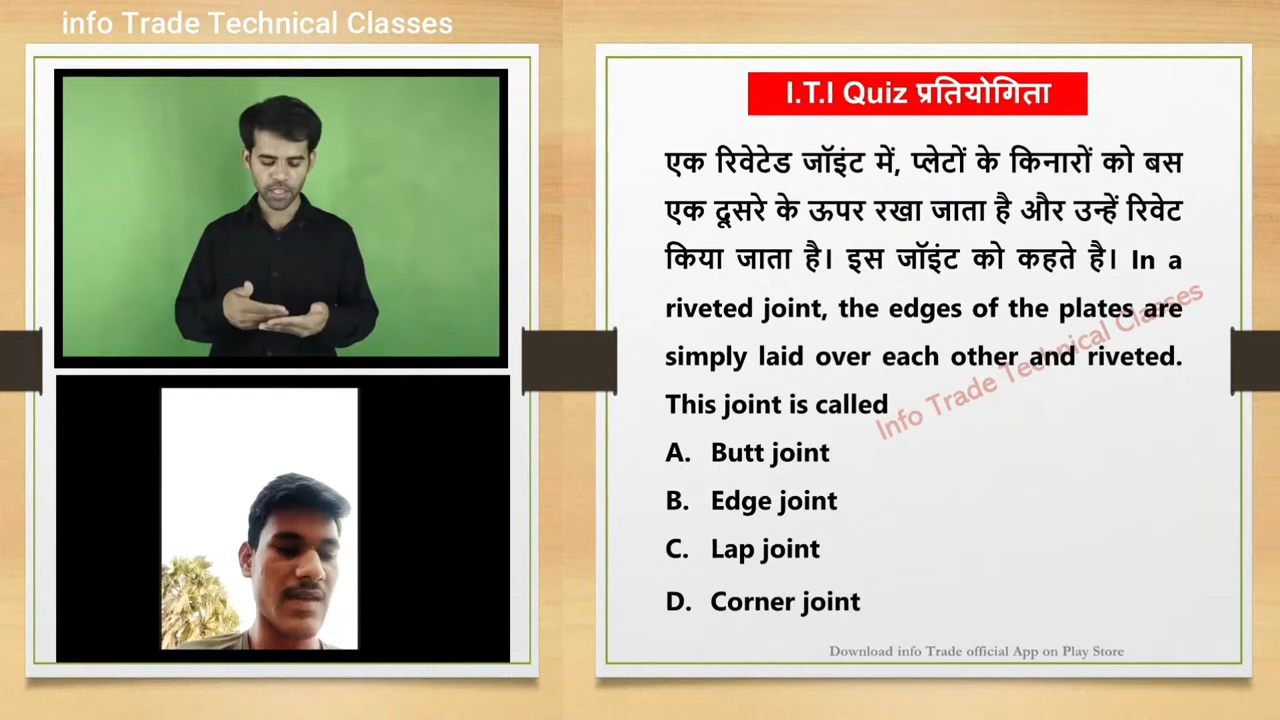 info Trade Technical Classes
I.T.I Quiz प्रतियोगिता
एक रिवेटेड जॉइंट में, प्लेटों के किनारों को बस
एक दूसरे के ऊपर रखा जाता है और उन्हें रिवेट
किया जाता है। इस जॉइंट को कहते है। In a
riveted joint, the edges of the plates are
simply laid over each other and riveted.
This joint is called
Info Trade Technical Classes
A. Butt joint
B. Edge joint
C. Lap joint
D. Corner joint
Download info Trade official App on Play Store